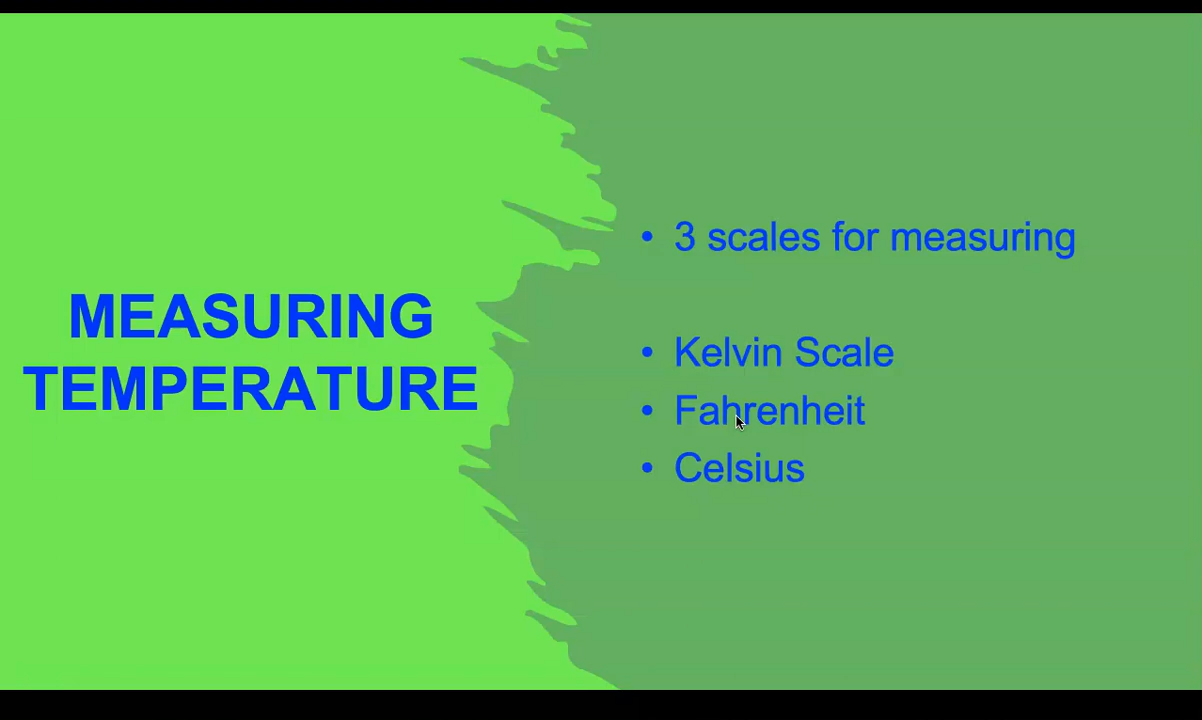 MEASURING
TEMPERATURE
• 3 scales for measuring
• Kelvin Scale
• Fahrenheit
• Celsius